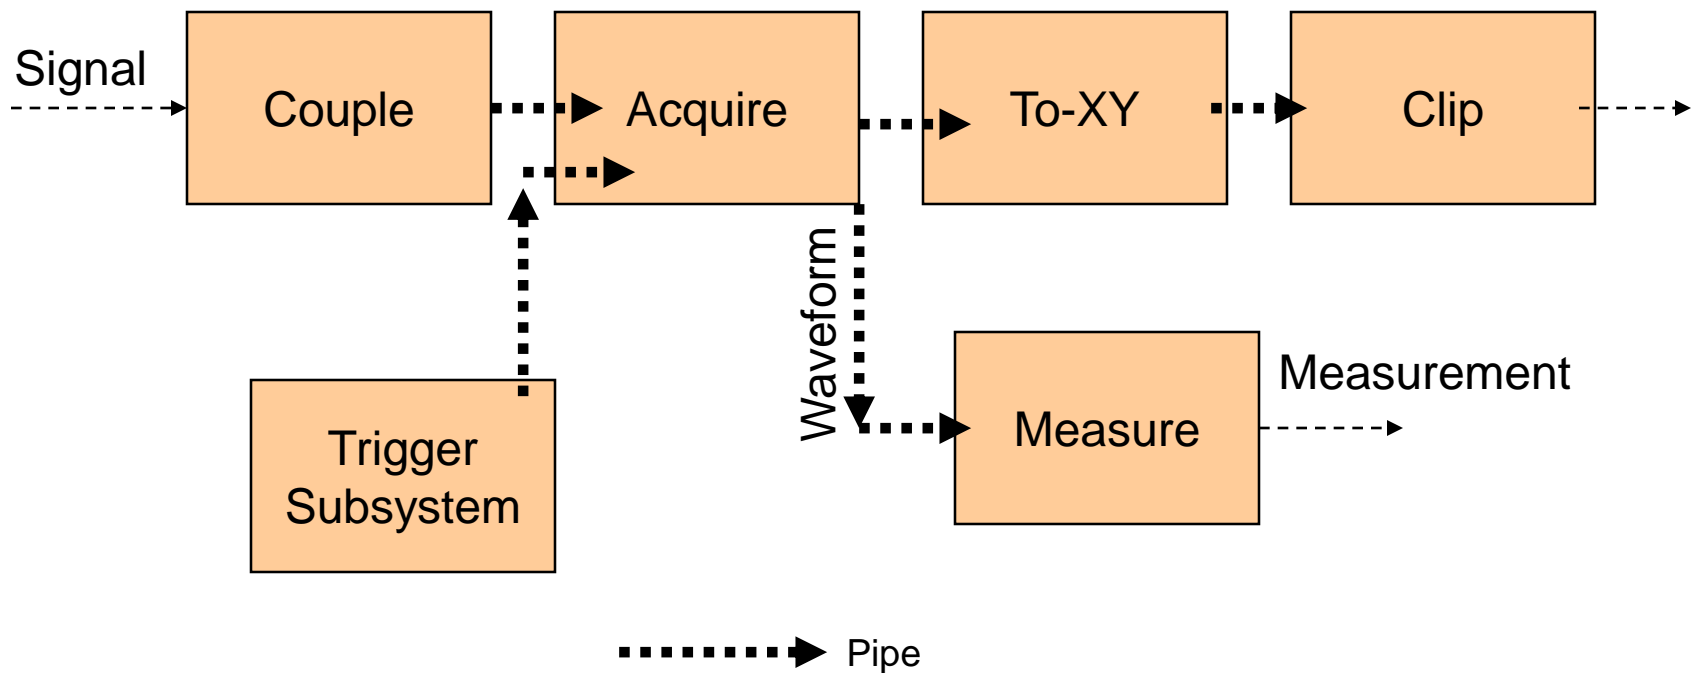 Signal
Couple
Acquire
To-XY
Clip
Waveform
Trigger
Subsystem
Measure
Measurement
Pipe